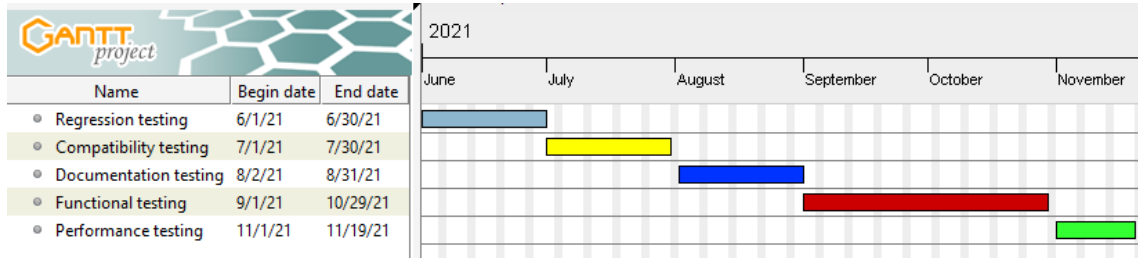 GANTT
project
2021
June July August September October November
Name Begin date End date
Regression testing 6/1/21 6/30/21
Compatibility testing 7/1/21 7/30/21
Documentation testing 8/2/21 8/31/21
Functional testing 9/1/21 10/29/21
Performance testing 11/1/21 11/19/21